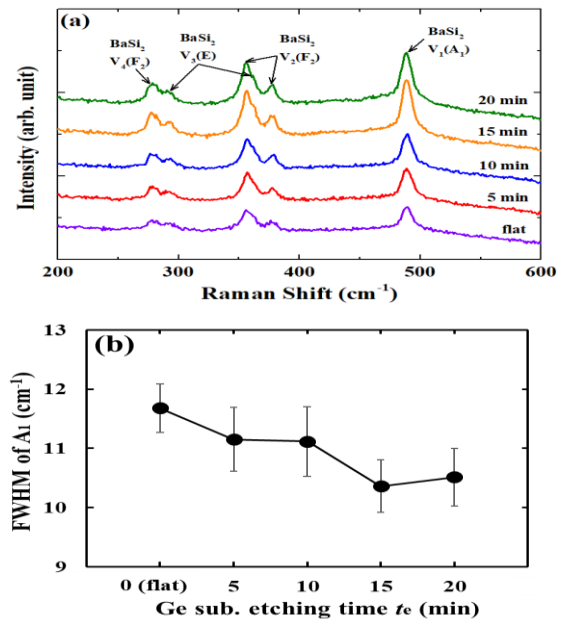 (a)
BaSi₂
V₄(F₂)
BaSi₂
V₃(E)
BaSi₂
V₂(F₂)
BaSi₂
V₁(A₁)
20 min
15 min
10 min
5 min
flat
Intensity (arb. unit)
200 300 400 500 600
Raman Shift (cm⁻¹)
(b)
13
12
11
10
9
FWHM of A₁ (cm⁻¹)
0 (flat) 5 10 15 20
Ge sub. etching time tₑ (min)